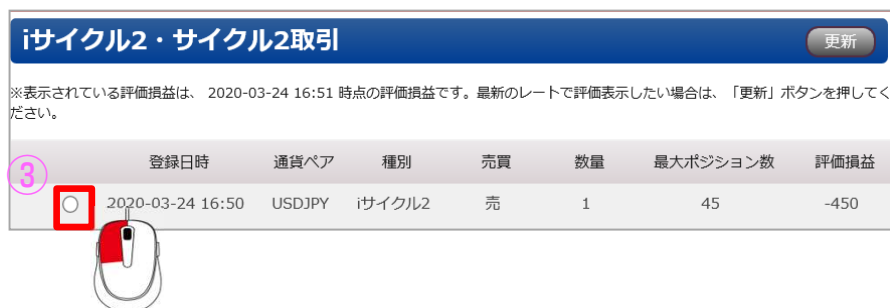 iサイクル2・サイクル2取引
更新
※表示されている評価損益は、 2020-03-24 16:51 時点の評価損益です。最新のレートで評価表示したい場合は、「更新」ボタンを押してく
ださい。
③
登録日時 通貨ペア 種別 売買 数量 最大ポジション数 評価損益
2020-03-24 16:50 USDJPY iサイクル2 売 1 45 -450